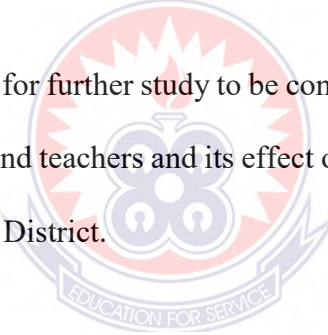 for further study to be con
nd teachers and its effect o
District.
EDUCATION FOR SERVICE